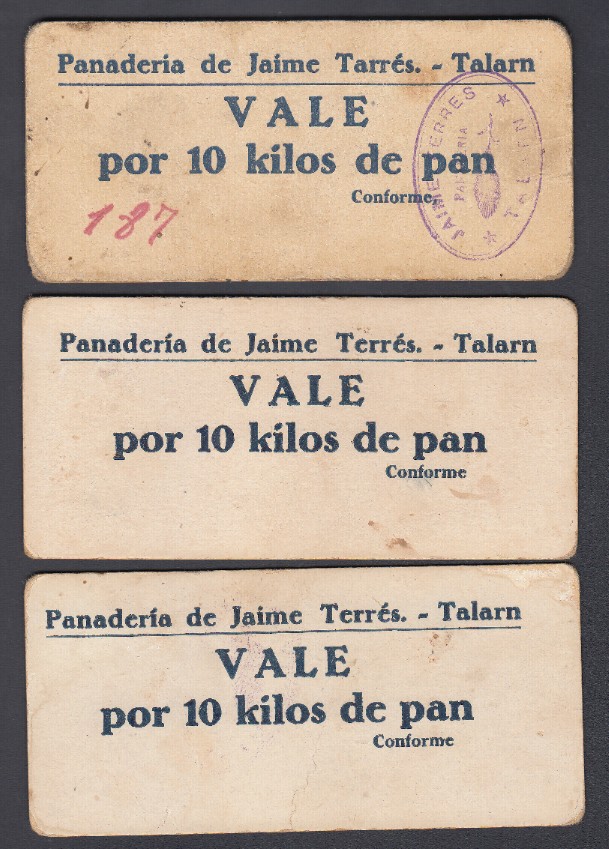 Panaderia de Jaime Tarrés. - Talarn
VALE
por 10 kilos de pan
Conforme,
187
JAIME TERRES
PANADERIA
TALARN
Panadería de Jaime Terrés. - Talarn
VALE
por 10 kilos de pan
Conforme
Panadería de Jaime Terrés. - Talarn
VALE
por 10 kilos de pan
Conforme